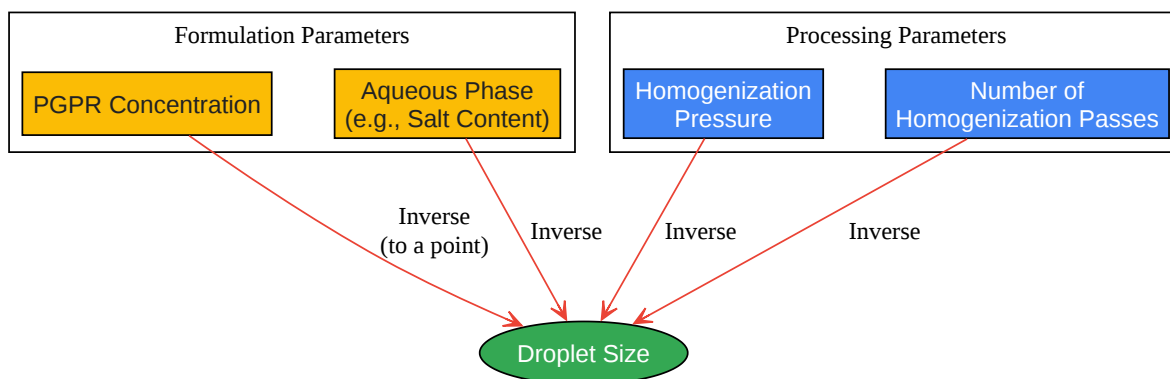 Formulation Parameters
Processing Parameters
PGPR Concentration
Aqueous Phase
(e.g., Salt Content)
Homogenization
Pressure
Number of
Homogenization Passes
Inverse
(to a point)
Inverse
Inverse
Inverse
Droplet Size